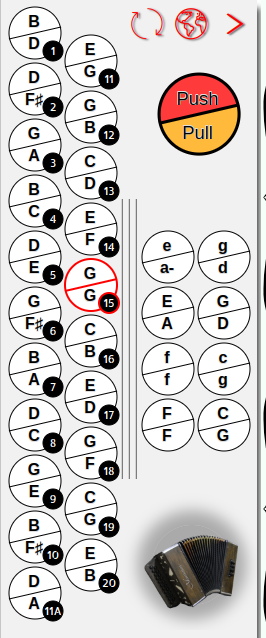 B
D
1
E
G
11
D
F♯
2
G
B
12
G
A
3
C
D
13
B
C
4
E
F
14
D
E
5
G
G
15
G
F♯
6
C
B
16
B
A
7
E
D
17
D
C
8
G
F
18
G
E
9
C
G
19
B
F♯
10
E
B
20
D
A
11A
Push
Pull
e
a-
g
d
E
A
G
D
f
f
c
g
F
F
C
G